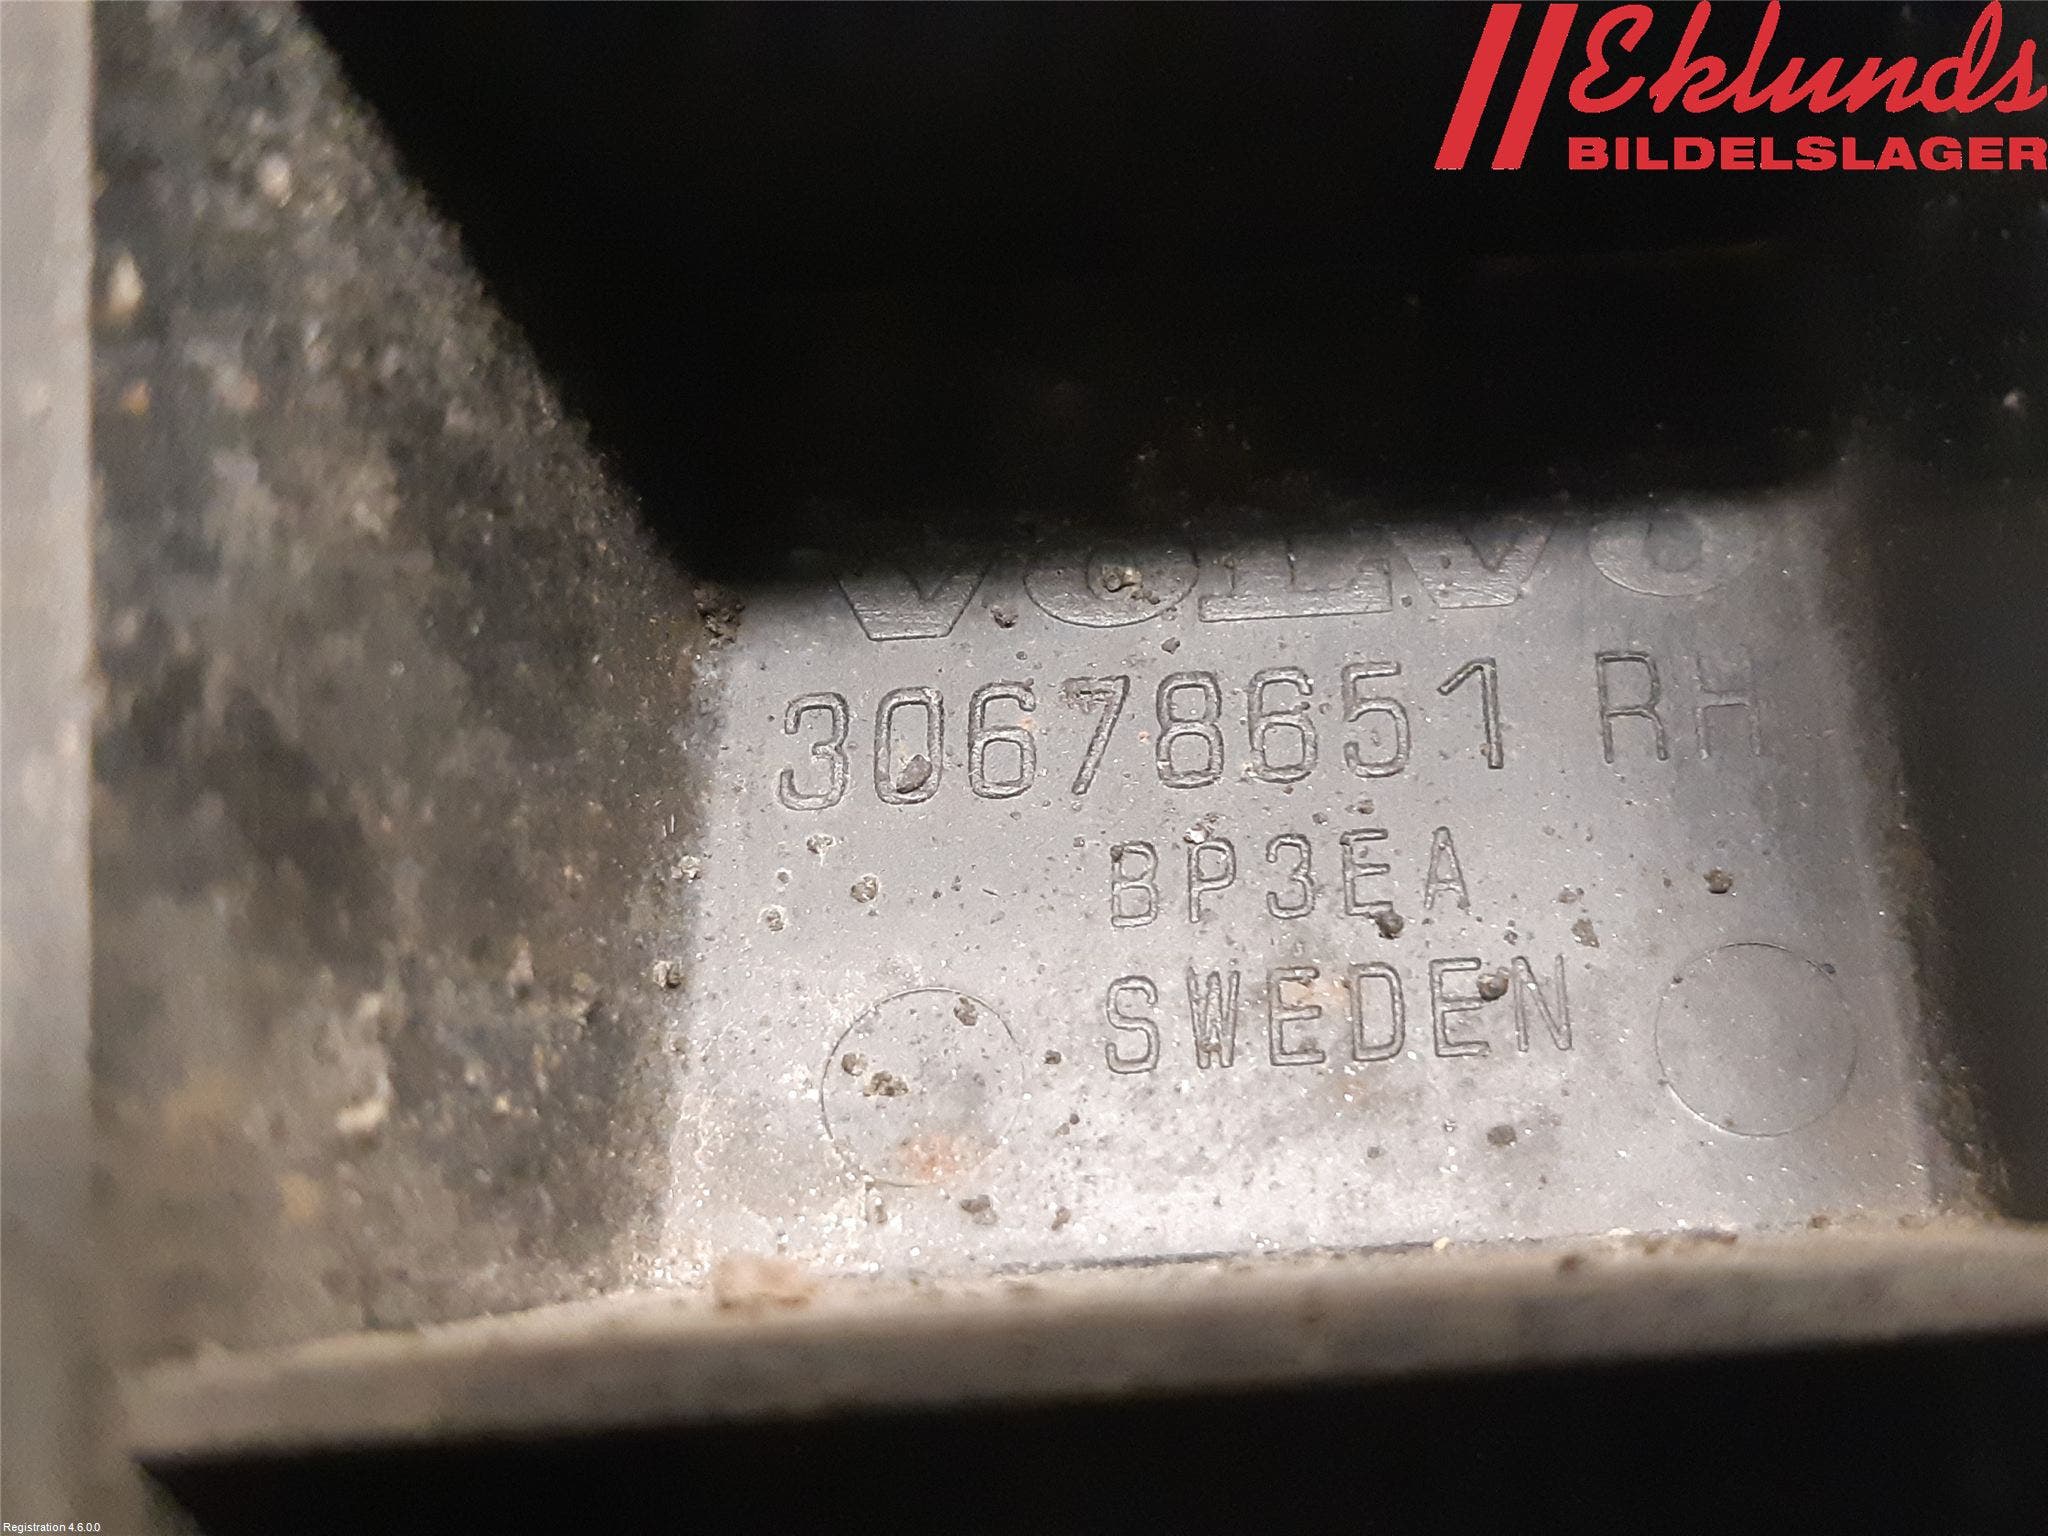 Eklunds
BILDELSLAGER
VOLVO
30678651 RH
BP3EA
SWEDEN
Registration 4.6.0.0